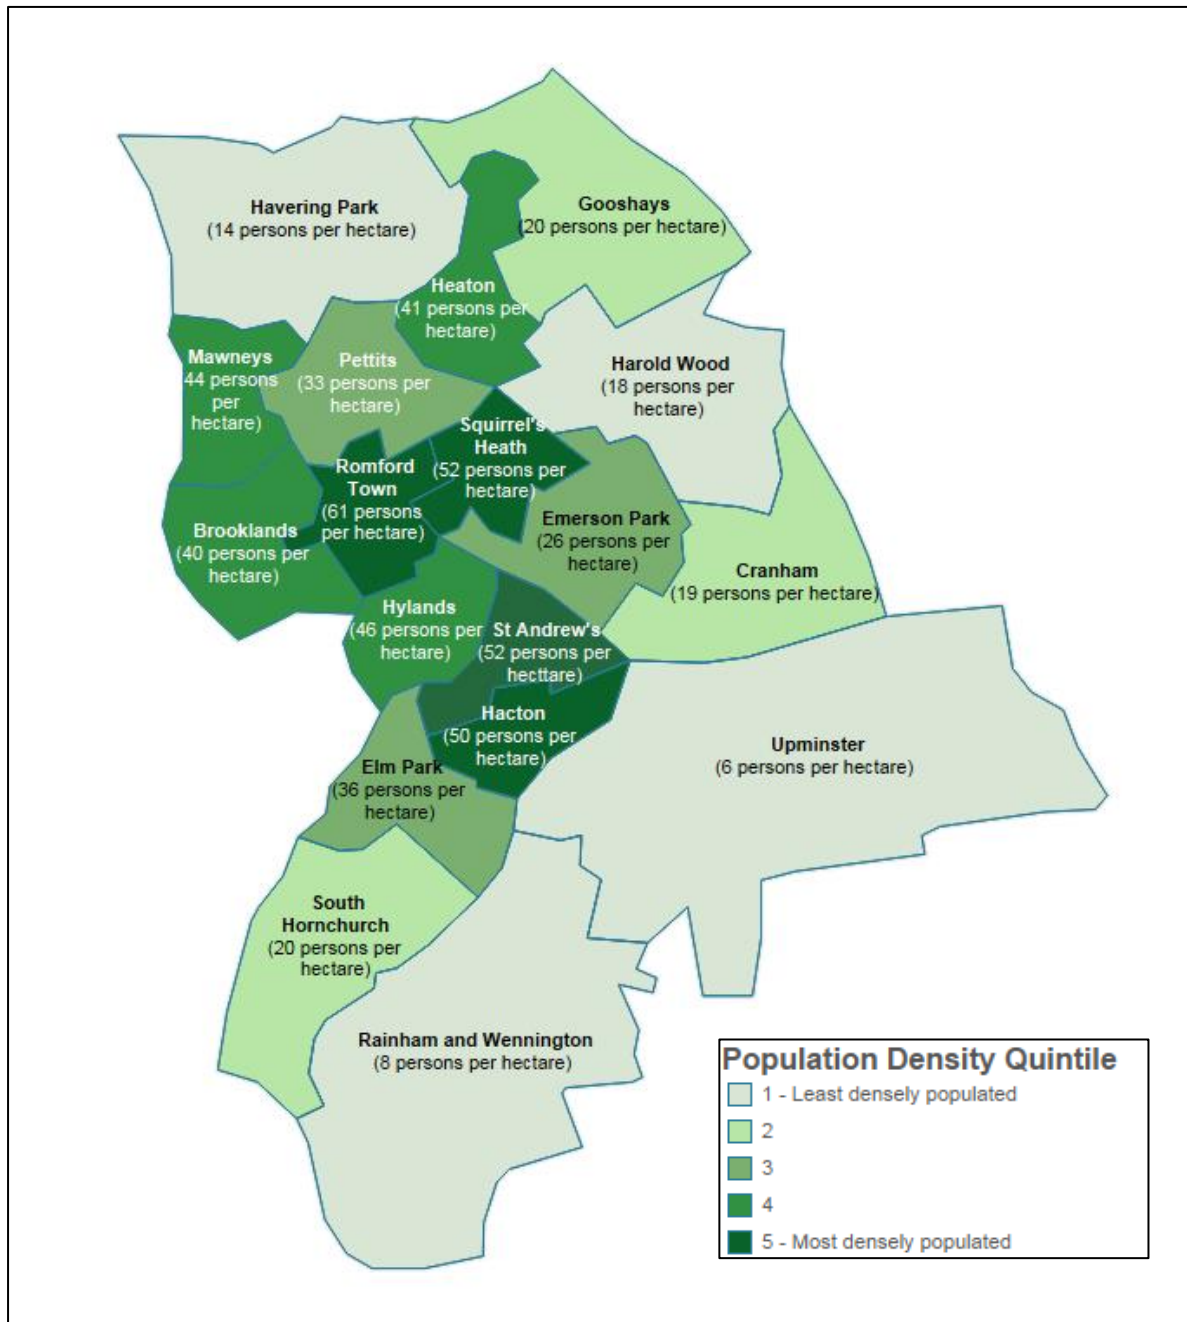 Havering Park
(14 persons per hectare)
Gooshays
(20 persons per hectare)
Heaton
(41 persons per
hectare)
Mawneys
44 persons
per
hectare)
Pettits
(33 persons per
hectare)
Harold Wood
(18 persons per
hectare)
Squirrel's
Heath
(52 persons per
hectare)
Romford
Town
(61 persons
per hectare)
Brooklands
(40 persons per
hectare)
Emerson Park
(26 persons per
hectare)
Cranham
(19 persons per hectare)
Hylands
(46 persons per
hectare)
St Andrew's
(52 persons per
hecttare)
Hacton
(50 persons per
hectare)
Upminster
(6 persons per hectare)
Elm Park
(36 persons per
hectare)
South
Hornchurch
(20 persons per
hectare)
Rainham and Wennington
(8 persons per hectare)
Population Density Quintile
1 - Least densely populated
2
3
4
5 - Most densely populated